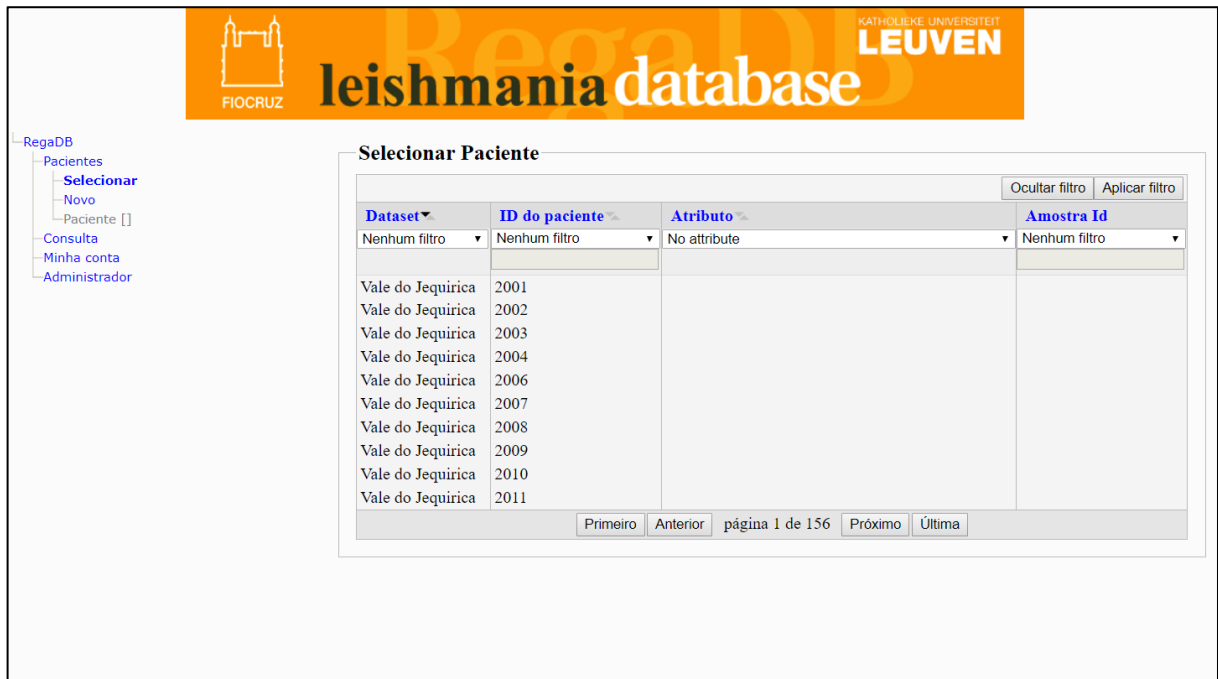 KATHOLIEKE UNIVERSITEIT
LEUVEN
RegaDB
FIOCRUZ
leishmania database
RegaDB
Pacientes
Selecionar
Novo
Paciente []
Consulta
Minha conta
Administrador
Selecionar Paciente
Ocultar filtro Aplicar filtro
Dataset ID do paciente Atributo Amostra Id
Nenhum filtro Nenhum filtro No attribute Nenhum filtro
Vale do Jequirica 2001
Vale do Jequirica 2002
Vale do Jequirica 2003
Vale do Jequirica 2004
Vale do Jequirica 2006
Vale do Jequirica 2007
Vale do Jequirica 2008
Vale do Jequirica 2009
Vale do Jequirica 2010
Vale do Jequirica 2011
Primeiro Anterior página 1 de 156 Próximo Última